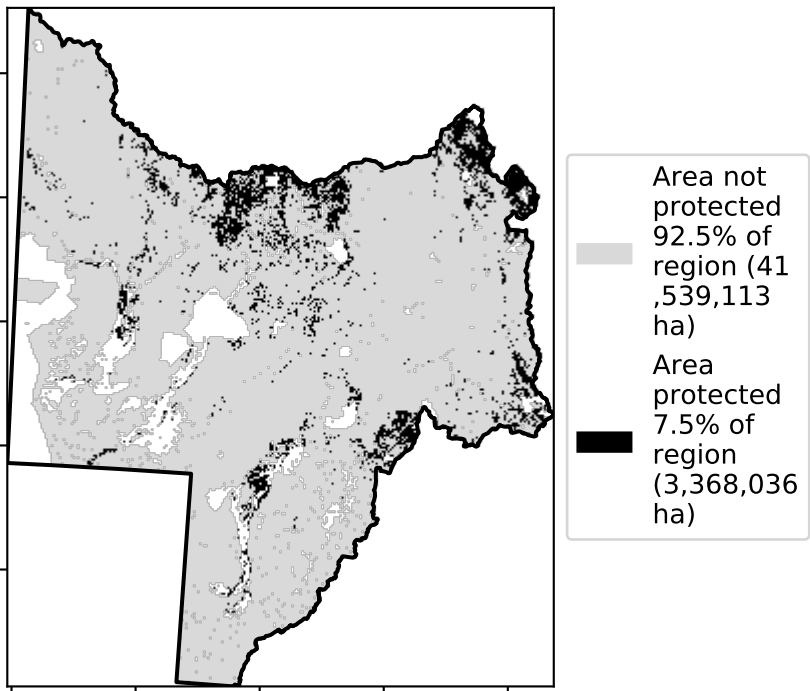 Area not
protected
92.5% of
region (41
,539,113
ha)
Area
protected
7.5% of
region
(3,368,036
ha)